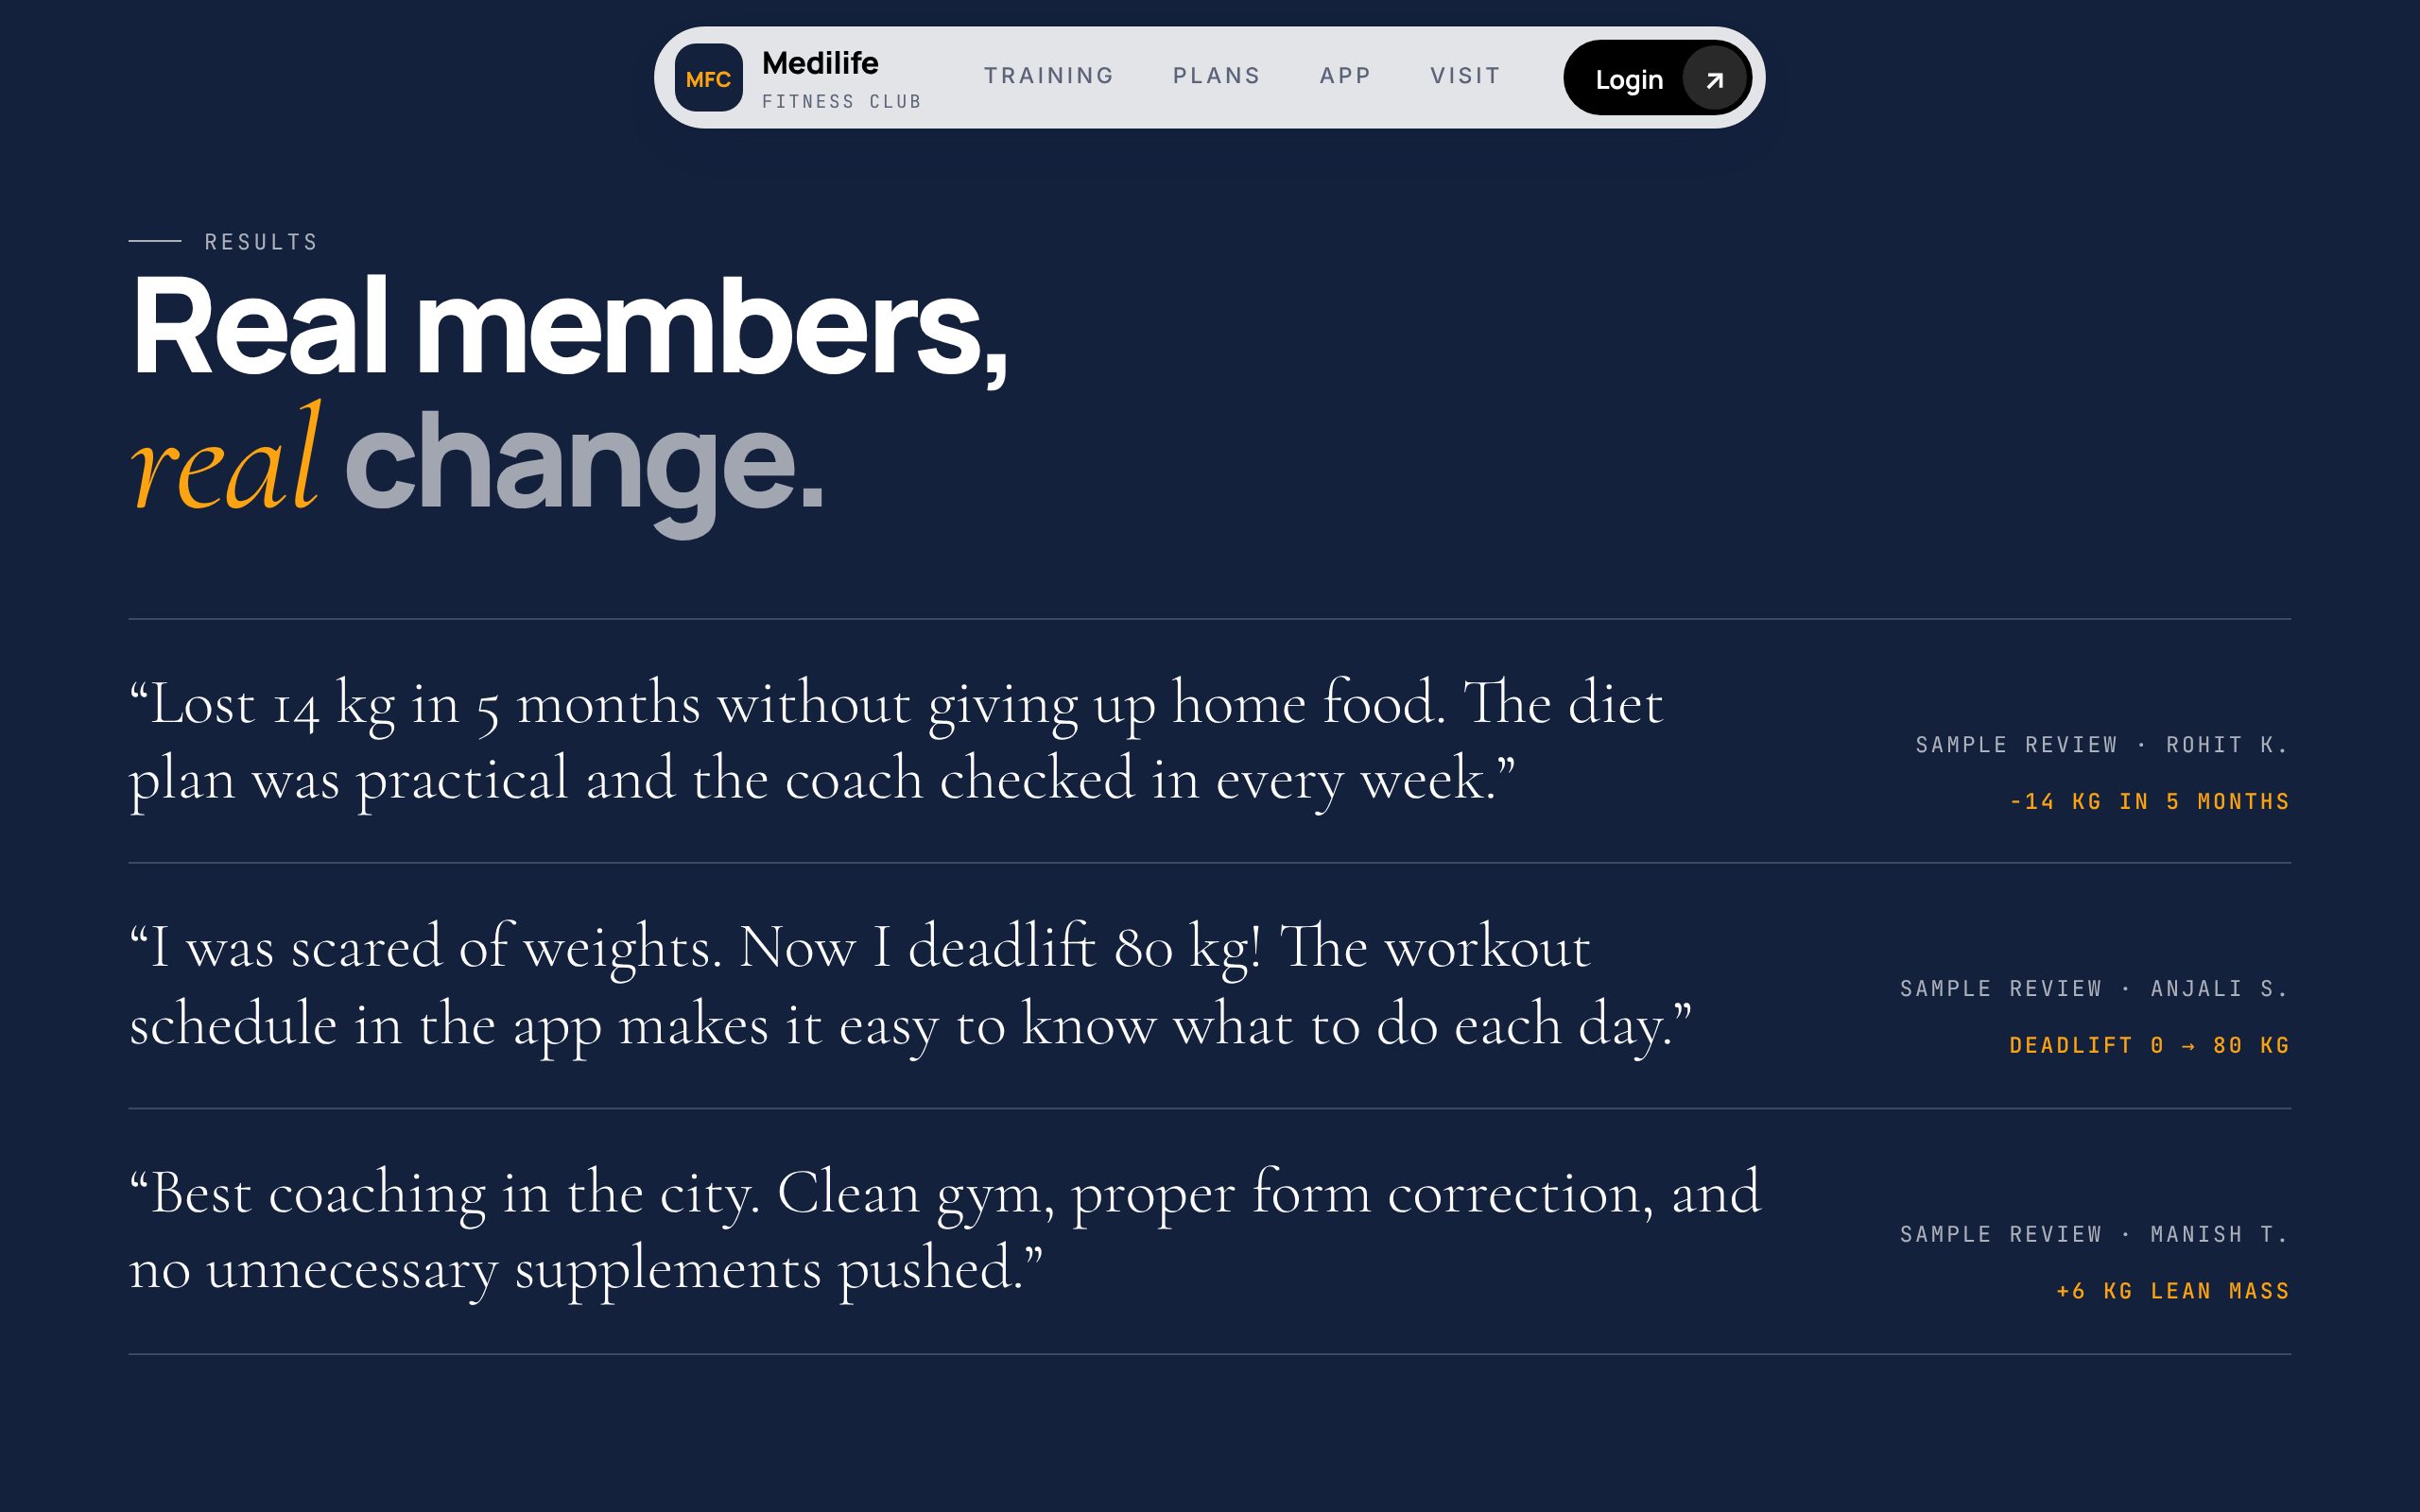 MFC
Medilife
FITNESS CLUB
TRAINING
PLANS
APP
VISIT
Login
RESULTS
Real members,
real change.
“Lost 14 kg in 5 months without giving up home food. The diet
plan was practical and the coach checked in every week.”
SAMPLE REVIEW · ROHIT K.
-14 KG IN 5 MONTHS
“I was scared of weights. Now I deadlift 80 kg! The workout
schedule in the app makes it easy to know what to do each day.”
SAMPLE REVIEW · ANJALI S.
DEADLIFT 0 → 80 KG
“Best coaching in the city. Clean gym, proper form correction, and
no unnecessary supplements pushed.”
SAMPLE REVIEW · MANISH T.
+6 KG LEAN MASS